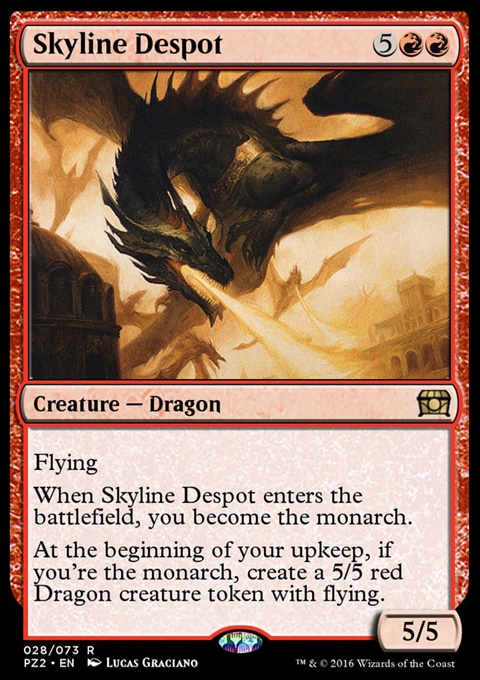 Skyline Despot 5
Creature — Dragon
Flying
When Skyline Despot enters the
battlefield, you become the monarch.
At the beginning of your upkeep, if
you're the monarch, create a 5/5 red
Dragon creature token with flying.
5/5
028/073 R
PZ2 • EN Lucas Graciano
™ & © 2016 Wizards of the Coast